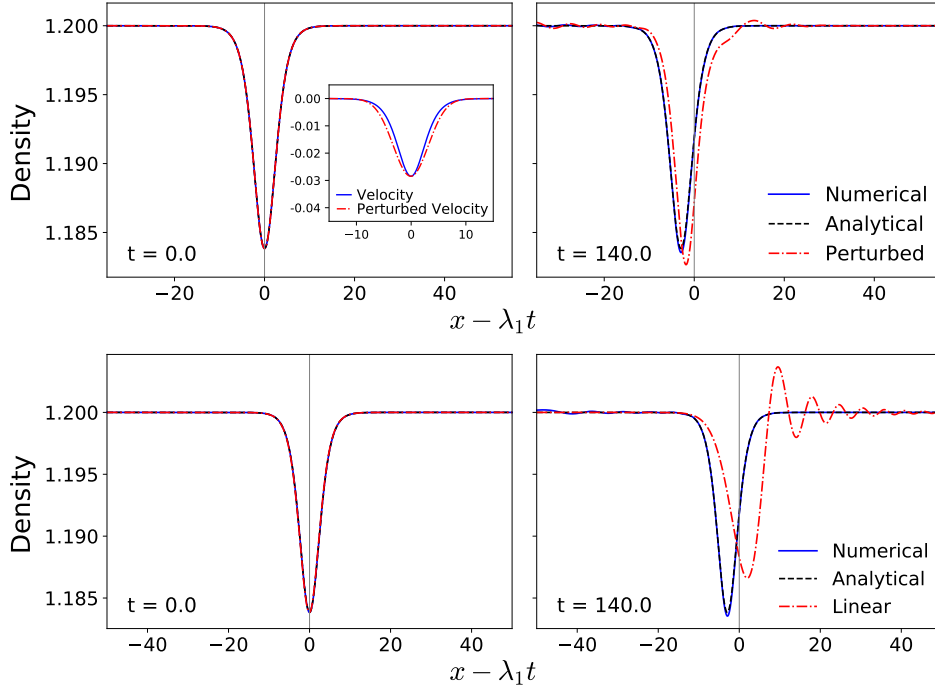 1.200
1.195
1.190
1.185
Density
0.00
-0.01
-0.02
-0.03
-0.04
Velocity
Perturbed Velocity
−10 0 10
t = 0.0
−20 0 20 40
Numerical
Analytical
Perturbed
t = 140.0
−20 0 20 40
x − λ₁t
1.200
1.195
1.190
1.185
Density
t = 0.0
−40 −20 0 20 40
Numerical
Analytical
Linear
t = 140.0
−40 −20 0 20 40
x − λ₁t